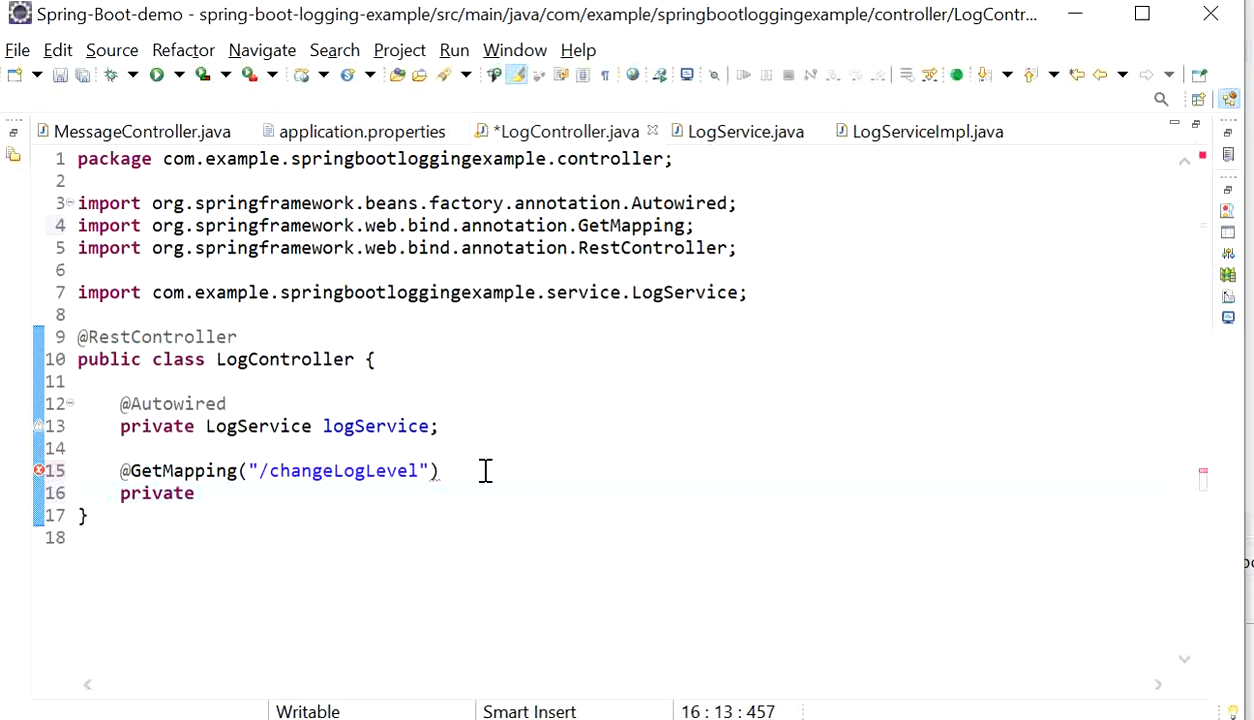 Spring-Boot-demo - spring-boot-logging-example/src/main/java/com/example/springbootloggingexample/controller/LogContr...
File Edit Source Refactor Navigate Search Project Run Window Help
MessageController.java application.properties *LogController.java LogService.java LogServiceImpl.java
1 package com.example.springbootloggingexample.controller;
2
3 import org.springframework.beans.factory.annotation.Autowired;
4 import org.springframework.web.bind.annotation.GetMapping;
5 import org.springframework.web.bind.annotation.RestController;
6
7 import com.example.springbootloggingexample.service.LogService;
8
9 @RestController
10 public class LogController {
11
12 @Autowired
13 private LogService logService;
14
15 @GetMapping("/changeLogLevel")
16 private
17 }
18
Writable Smart Insert 16 : 13 : 457